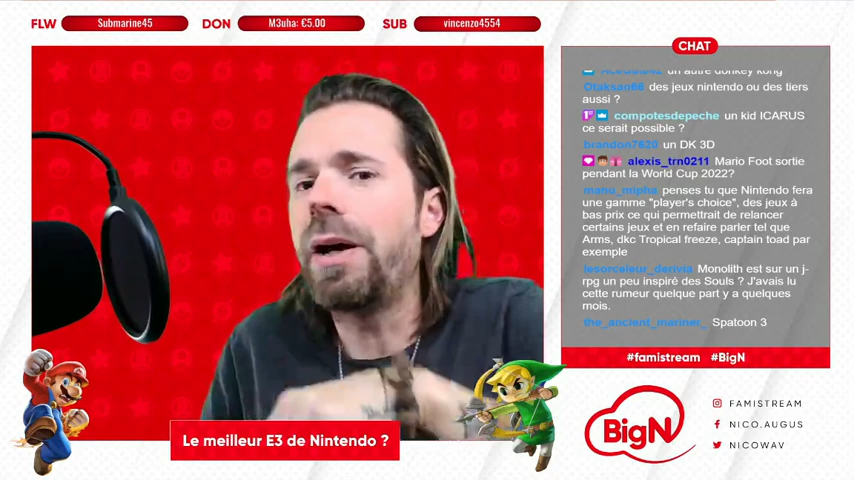 FLW Submarine45 DON M3uha: €5.00 SUB vincenzo4554
CHAT
un autre donkey kong
Otaksan66 des jeux nintendo ou des tiers
aussi ?
compotesdepeche un kid ICARUS
ce serait possible ?
brandon7620 un DK 3D
alexis_trn0211 Mario Foot sortie
pendant la World Cup 2022?
manu_mipha penses tu que Nintendo fera
une gamme "player's choice", des jeux à
bas prix ce qui permettrait de relancer
certains jeux et en refaire parler tel que
Arms, dkc Tropical freeze, captain toad par
exemple
lesorceleur_derivia Monolith est sur un j-
rpg un peu inspiré des Souls ? J'avais lu
cette rumeur quelque part y a quelques
mois.
the_ancient_mariner_ Spatoon 3
#famistream #BigN
Le meilleur E3 de Nintendo ?
BigN
FAMISTREAM
NICO.AUGUS
NICOWAV